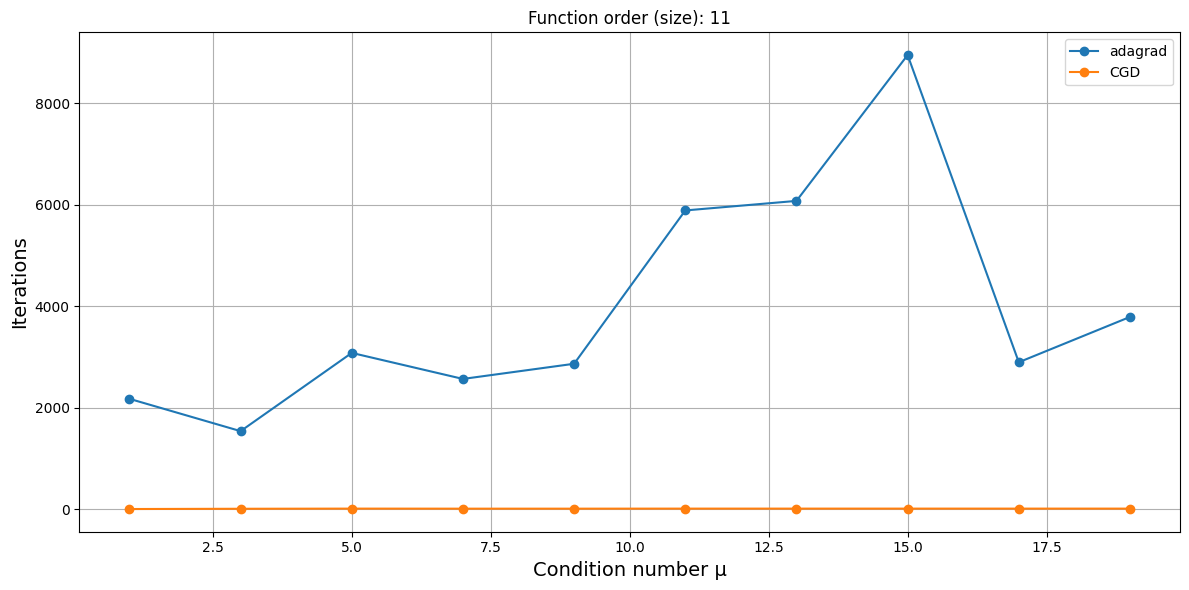 Function order (size): 11
adagrad
CGD
Iterations
8000
6000
4000
2000
0
2.5 5.0 7.5 10.0 12.5 15.0 17.5
Condition number μ